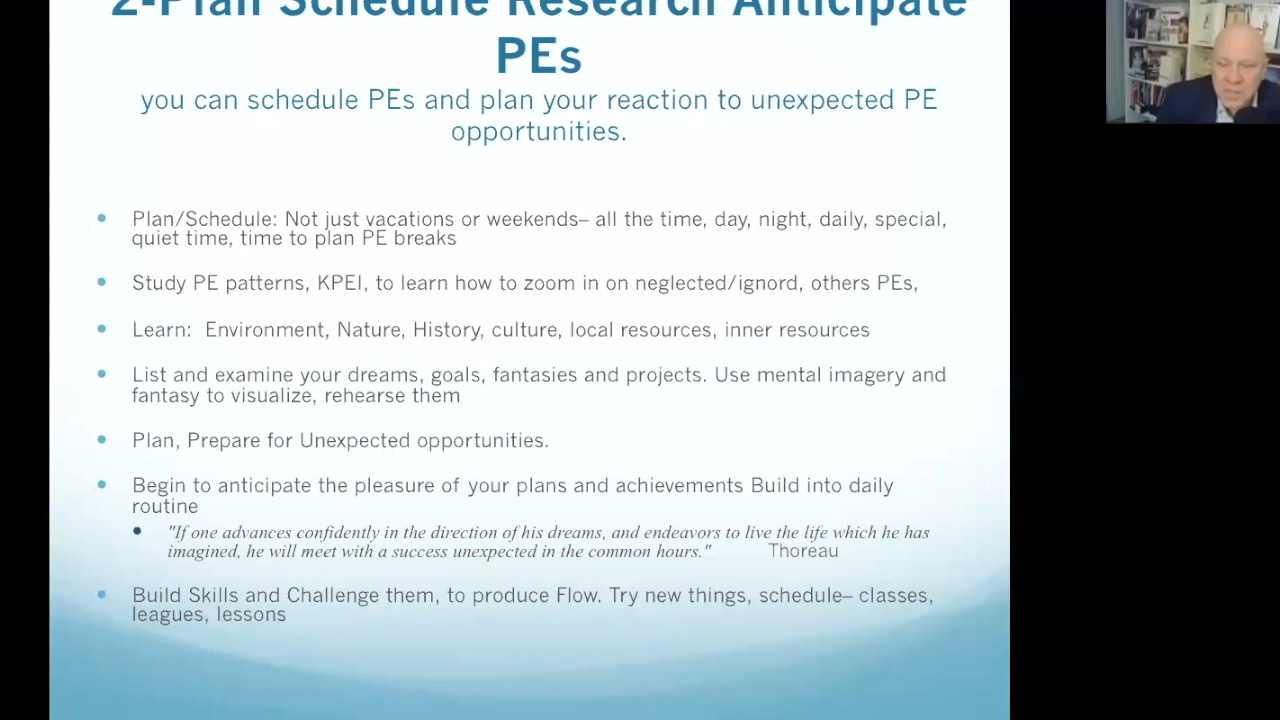 2-Plan Schedule Research Anticipate
PEs
you can schedule PEs and plan your reaction to unexpected PE
opportunities.
Plan/Schedule: Not just vacations or weekends– all the time, day, night, daily, special,
quiet time, time to plan PE breaks
Study PE patterns, KPEI, to learn how to zoom in on neglected/ignord, others PEs,
Learn: Environment, Nature, History, culture, local resources, inner resources
List and examine your dreams, goals, fantasies and projects. Use mental imagery and
fantasy to visualize, rehearse them
Plan, Prepare for Unexpected opportunities.
Begin to anticipate the pleasure of your plans and achievements Build into daily
routine
"If one advances confidently in the direction of his dreams, and endeavors to live the life which he has
imagined, he will meet with a success unexpected in the common hours." Thoreau
Build Skills and Challenge them, to produce Flow. Try new things, schedule– classes,
leagues, lessons